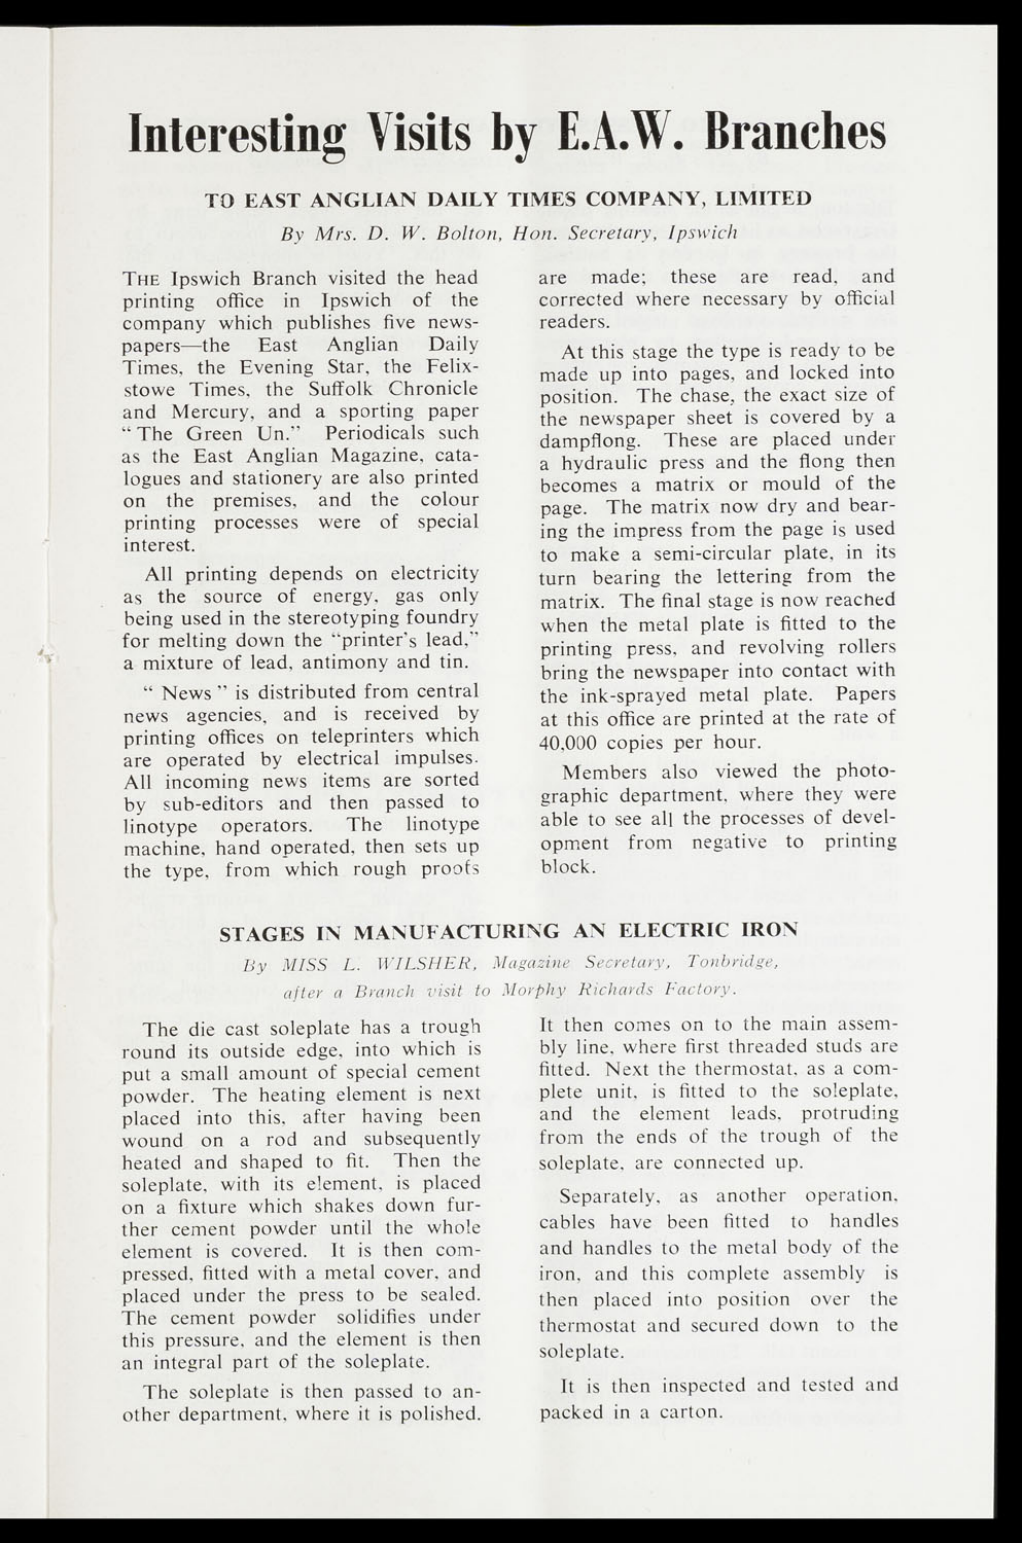 Interesting Visits by E.A.W. Branches
TO EAST ANGLIAN DAILY TIMES COMPANY, LIMITED
By Mrs. D. W. Bolton, Hon. Secretary, Ipswich
THE Ipswich Branch visited the head
printing office in Ipswich of the
company which publishes five news-
papers—the East Anglian Daily
Times, the Evening Star, the Felix-
stowe Times, the Suffolk Chronicle
and Mercury, and a sporting paper
“ The Green Un.” Periodicals such
as the East Anglian Magazine, cata-
logues and stationery are also printed
on the premises, and the colour
printing processes were of special
interest.
All printing depends on electricity
as the source of energy, gas only
being used in the stereotyping foundry
for melting down the “printer's lead,”
a mixture of lead, antimony and tin.
“ News ” is distributed from central
news agencies, and is received by
printing offices on teleprinters which
are operated by electrical impulses.
All incoming news items are sorted
by sub-editors and then passed to
linotype operators. The linotype
machine, hand operated, then sets up
the type, from which rough proofs
are made; these are read, and
corrected where necessary by official
readers.
At this stage the type is ready to be
made up into pages, and locked into
position. The chase, the exact size of
the newspaper sheet is covered by a
dampflong. These are placed under
a hydraulic press and the flong then
becomes a matrix or mould of the
page. The matrix now dry and bear-
ing the impress from the page is used
to make a semi-circular plate, in its
turn bearing the lettering from the
matrix. The final stage is now reached
when the metal plate is fitted to the
printing press, and revolving rollers
bring the newspaper into contact with
the ink-sprayed metal plate. Papers
at this office are printed at the rate of
40,000 copies per hour.
Members also viewed the photo-
graphic department, where they were
able to see all the processes of devel-
opment from negative to printing
block.
STAGES IN MANUFACTURING AN ELECTRIC IRON
By MISS L. WILSHER, Magazine Secretary, Tonbridge,
after a Branch visit to Morphy Richards Factory.
The die cast soleplate has a trough
round its outside edge, into which is
put a small amount of special cement
powder. The heating element is next
placed into this, after having been
wound on a rod and subsequently
heated and shaped to fit. Then the
soleplate, with its element, is placed
on a fixture which shakes down fur-
ther cement powder until the whole
element is covered. It is then com-
pressed, fitted with a metal cover, and
placed under the press to be sealed.
The cement powder solidifies under
this pressure, and the element is then
an integral part of the soleplate.
The soleplate is then passed to an-
other department, where it is polished.
It then comes on to the main assem-
bly line, where first threaded studs are
fitted. Next the thermostat, as a com-
plete unit, is fitted to the soleplate,
and the element leads, protruding
from the ends of the trough of the
soleplate, are connected up.
Separately, as another operation,
cables have been fitted to handles
and handles to the metal body of the
iron, and this complete assembly is
then placed into position over the
thermostat and secured down to the
soleplate.
It is then inspected and tested and
packed in a carton.